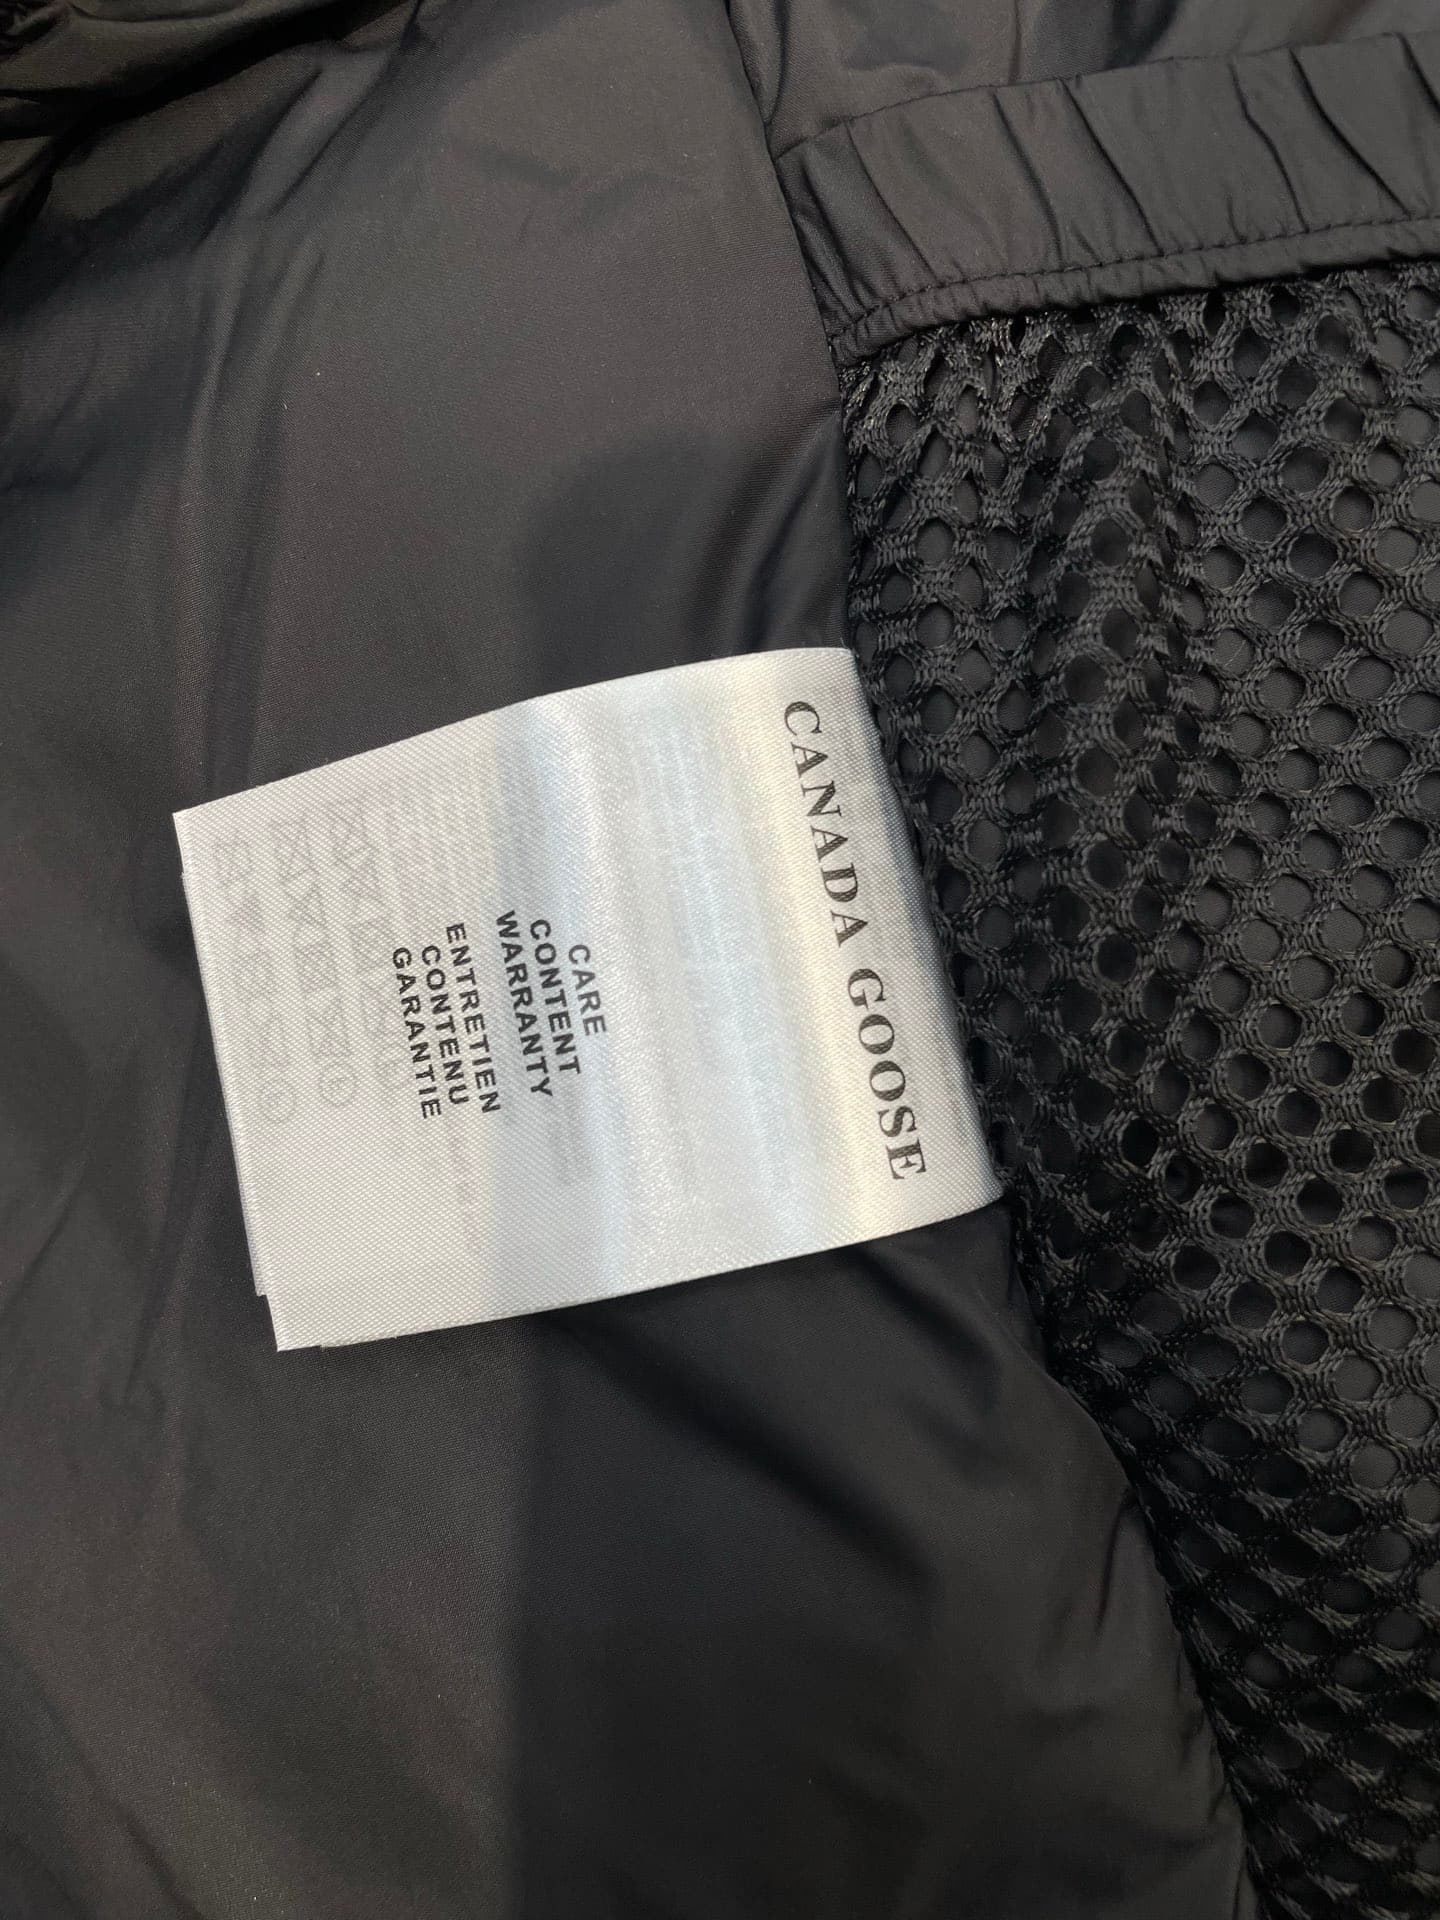 CANADA GOOSE
CARE
CONTENT
WARRANTY
ENTRETIEN
CONTENU
GARANTIE